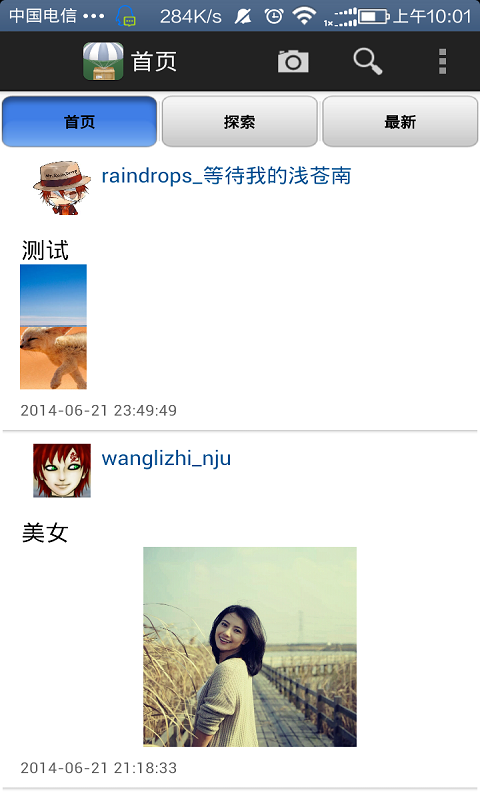 中国电信 ••• 284K/s 1× 上午10:01
首页
首页 探索 最新
raindrops_等待我的浅苍南
测试
2014-06-21 23:49:49
wanglizhi_nju
美女
2014-06-21 21:18:33